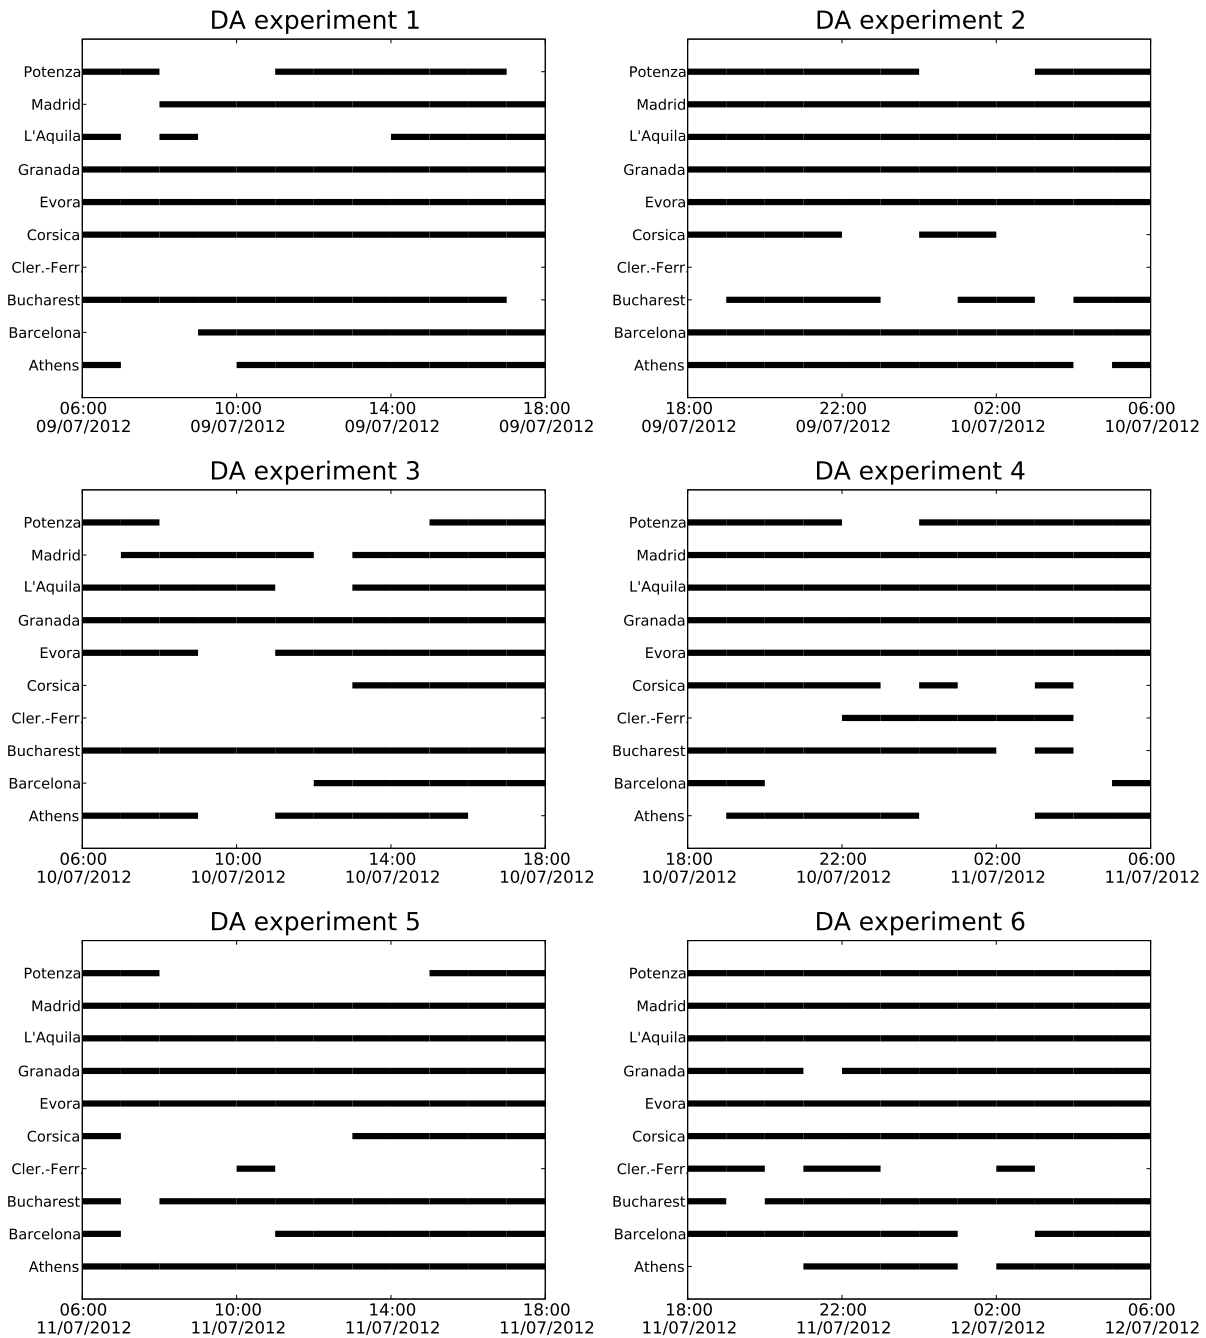 DA experiment 1
Potenza
Madrid
L'Aquila
Granada
Evora
Corsica
Cler.-Ferr.
Bucharest
Barcelona
Athens
06:00 10:00 14:00 18:00
09/07/2012 09/07/2012 09/07/2012 09/07/2012
DA experiment 2
Potenza
Madrid
L'Aquila
Granada
Evora
Corsica
Cler.-Ferr.
Bucharest
Barcelona
Athens
18:00 22:00 02:00 06:00
09/07/2012 09/07/2012 10/07/2012 10/07/2012
DA experiment 3
Potenza
Madrid
L'Aquila
Granada
Evora
Corsica
Cler.-Ferr.
Bucharest
Barcelona
Athens
06:00 10:00 14:00 18:00
10/07/2012 10/07/2012 10/07/2012 10/07/2012
DA experiment 4
Potenza
Madrid
L'Aquila
Granada
Evora
Corsica
Cler.-Ferr.
Bucharest
Barcelona
Athens
18:00 22:00 02:00 06:00
10/07/2012 10/07/2012 11/07/2012 11/07/2012
DA experiment 5
Potenza
Madrid
L'Aquila
Granada
Evora
Corsica
Cler.-Ferr.
Bucharest
Barcelona
Athens
06:00 10:00 14:00 18:00
11/07/2012 11/07/2012 11/07/2012 11/07/2012
DA experiment 6
Potenza
Madrid
L'Aquila
Granada
Evora
Corsica
Cler.-Ferr.
Bucharest
Barcelona
Athens
18:00 22:00 02:00 06:00
11/07/2012 11/07/2012 12/07/2012 12/07/2012